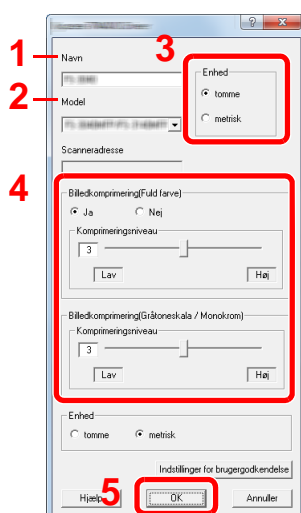 1
Navn
3
Enhed
tomme
2
Model
metrisk
Scanneradresse
4
Billedkomprimering(Fuld farve)
Ja Nej
Komprimeringsniveau
3
Lav Høj
Billedkomprimering(Gråtoneskala / Monokrom)
Komprimeringsniveau
3
Lav Høj
Enhed
tomme metrisk
Indstillinger for brugergodkendelse
5
Hjælp OK Annuller